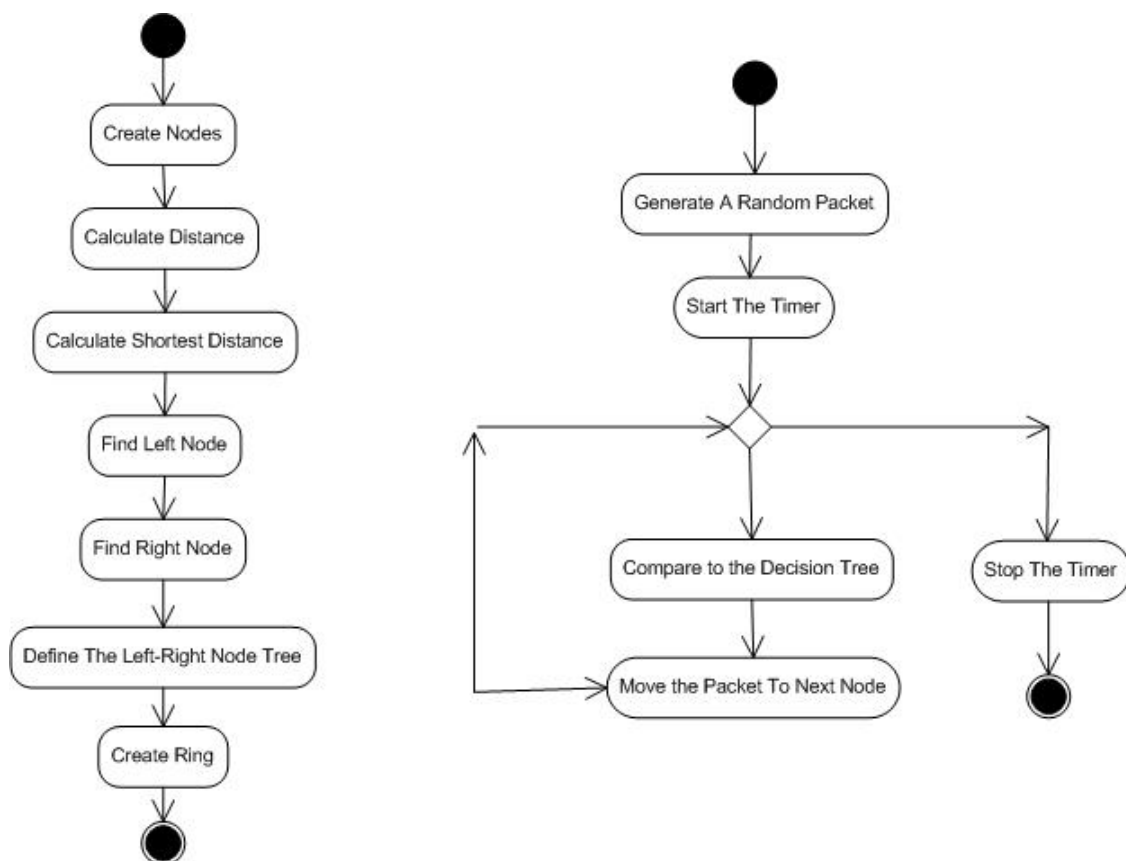 Create Nodes
Calculate Distance
Calculate Shortest Distance
Find Left Node
Find Right Node
Define The Left-Right Node Tree
Create Ring
Generate A Random Packet
Start The Timer
Compare to the Decision Tree
Stop The Timer
Move the Packet To Next Node